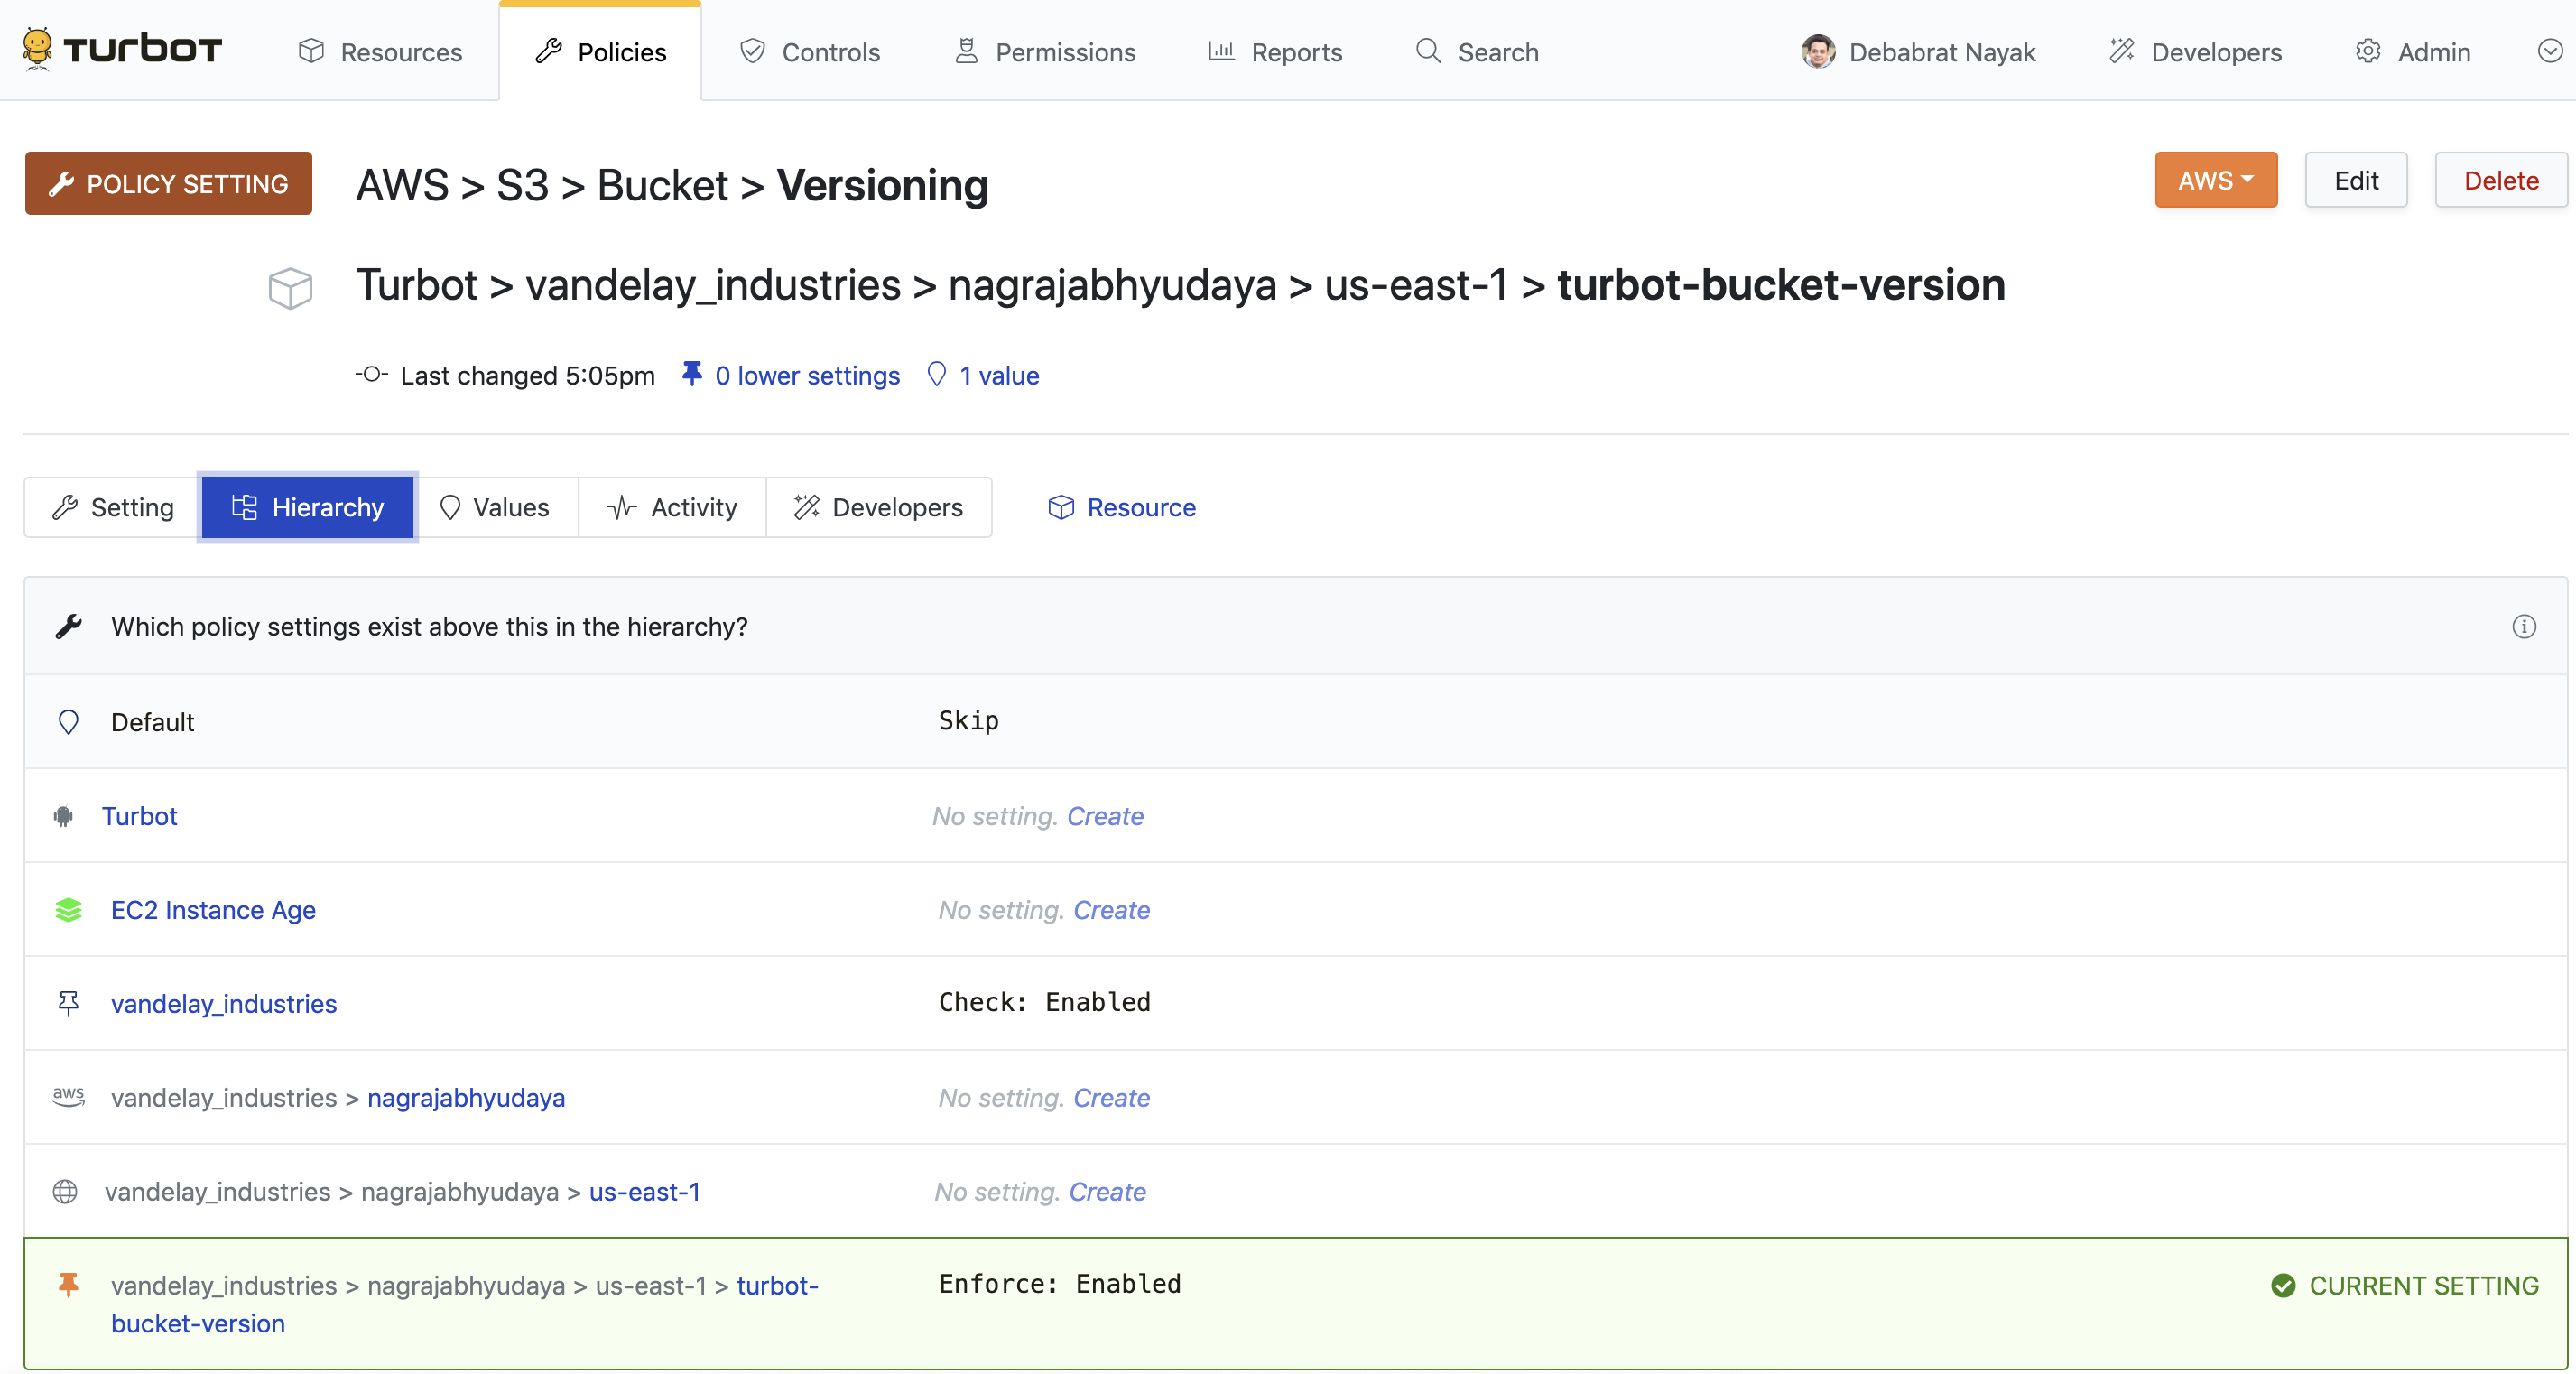 TURBOT Resources Policies Controls Permissions Reports Search Debabrat Nayak Developers Admin
POLICY SETTING AWS > S3 > Bucket > Versioning AWS Edit Delete
Turbot > vandelay_industries > nagrajabhyudaya > us-east-1 > turbot-bucket-version
Last changed 5:05pm 0 lower settings 1 value
Setting Hierarchy Values Activity Developers Resource
Which policy settings exist above this in the hierarchy?
Default Skip
Turbot No setting. Create
EC2 Instance Age No setting. Create
vandelay_industries Check: Enabled
aws vandelay_industries > nagrajabhyudaya No setting. Create
vandelay_industries > nagrajabhyudaya > us-east-1 No setting. Create
vandelay_industries > nagrajabhyudaya > us-east-1 > turbot- Enforce: Enabled CURRENT SETTING
bucket-version